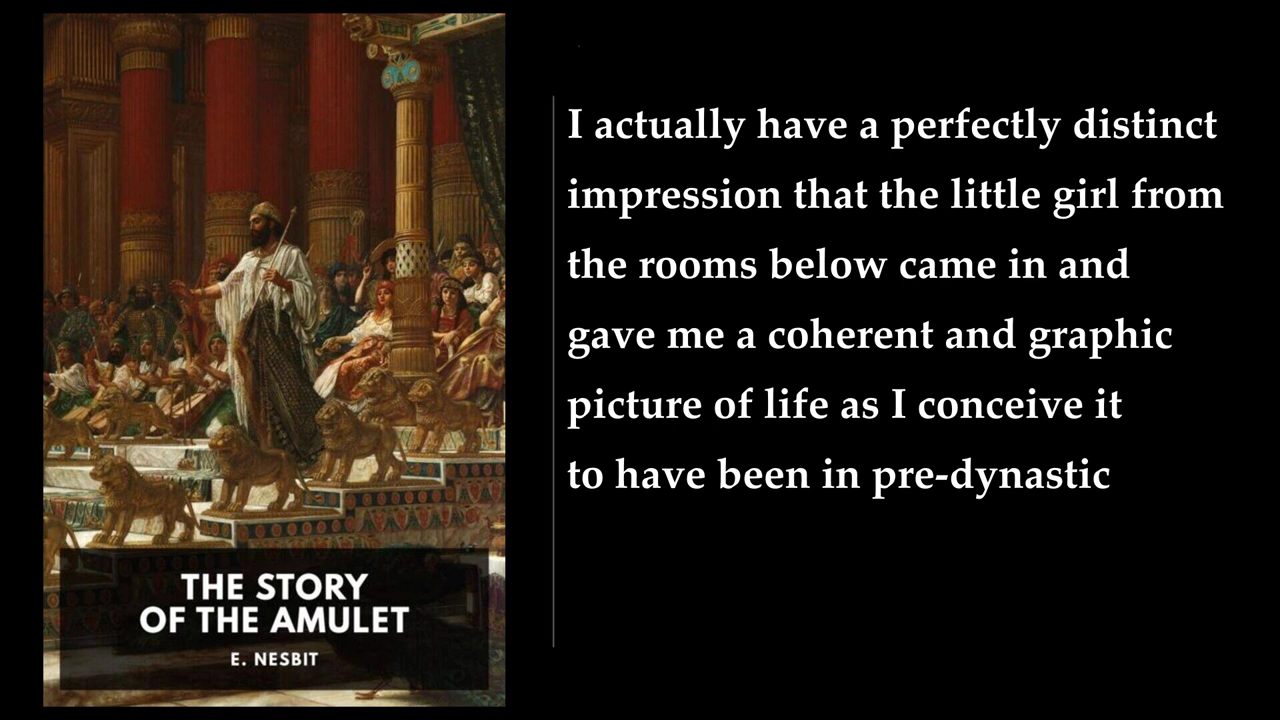 THE STORY
OF THE AMULET
E. NESBIT
I actually have a perfectly distinct
impression that the little girl from
the rooms below came in and
gave me a coherent and graphic
picture of life as I conceive it
to have been in pre-dynastic